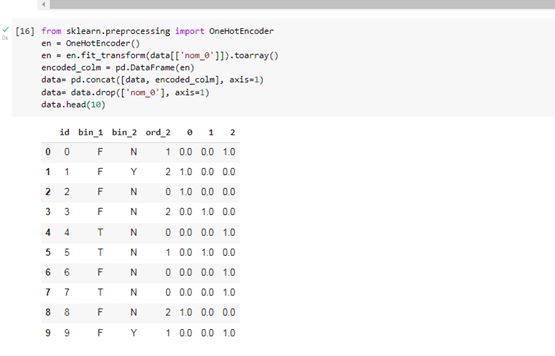 [16] from sklearn.preprocessing import OneHotEncoder
en = OneHotEncoder()
en = en.fit_transform(data[['nom_0']]).toarray()
encoded_colm = pd.DataFrame(en)
data= pd.concat([data, encoded_colm], axis=1)
data= data.drop(['nom_0'], axis=1)
data.head(10)
id bin_1 bin_2 ord_2 0 1 2
0 0 F N 1 0.0 0.0 1.0
1 1 F Y 2 1.0 0.0 0.0
2 2 F N 0 1.0 0.0 0.0
3 3 F N 2 0.0 1.0 0.0
4 4 T N 0 0.0 0.0 1.0
5 5 T N 1 0.0 1.0 0.0
6 6 F N 0 0.0 0.0 1.0
7 7 T N 0 0.0 0.0 1.0
8 8 F N 2 1.0 0.0 0.0
9 9 F Y 1 0.0 0.0 1.0